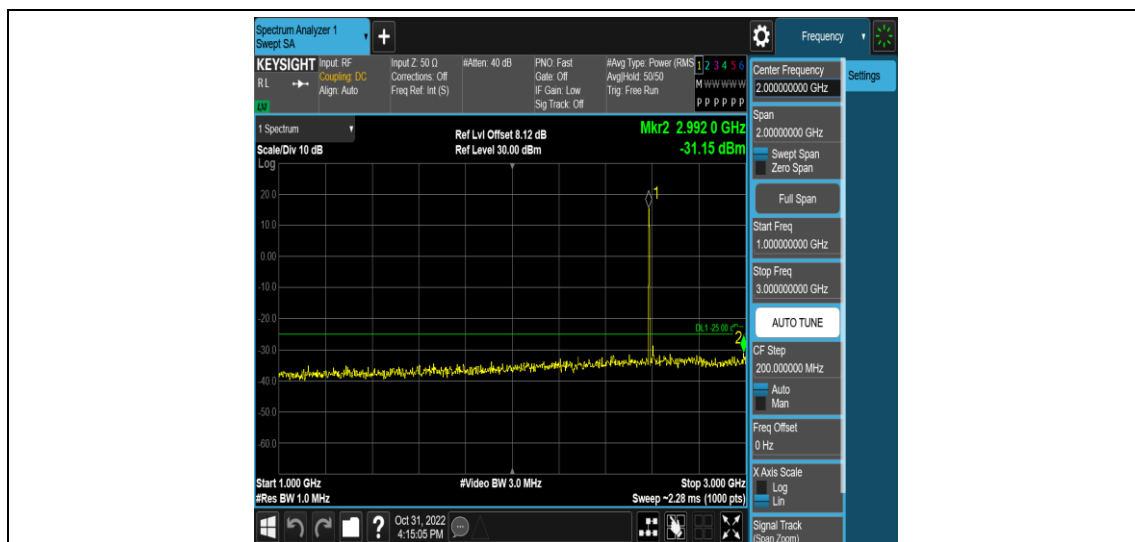 Spectrum Analyzer 1
Swept SA
+
Frequency
KEYSIGHT
RL
LXI
Input: RF
Coupling: DC
Align: Auto
Input Z: 50 Ω
Corrections: Off
Freq Ref: Int (S)
#Atten: 40 dB
PNO: Fast
Gate: Off
IF Gain: Low
Sig Track: Off
#Avg Type: Power (RMS
Avg|Hold: 50/50
Trig: Free Run
1 2 3 4 5 6
M W W W W W
P P P P P P
Center Frequency
2.000000000 GHz
Settings
1 Spectrum
Scale/Div 10 dB
Log
Ref Lvl Offset 8.12 dB
Ref Level 30.00 dBm
Mkr2 2.992 0 GHz
-31.15 dBm
Span
2.00000000 GHz
Swept Span
Zero Span
Full Span
Start Freq
1.000000000 GHz
Stop Freq
3.000000000 GHz
AUTO TUNE
CF Step
200.000000 MHz
Auto
Man
Freq Offset
0 Hz
X Axis Scale
Log
Lin
Signal Track
(Span Zoom)
20.0
10.0
0.00
-10.0
-20.0
-30.0
-40.0
-50.0
-60.0
1
DL1 -25.00
2
Start 1.000 GHz
#Res BW 1.0 MHz
#Video BW 3.0 MHz
Stop 3.000 GHz
Sweep ~2.28 ms (1000 pts)
?
Oct 31, 2022
4:15:05 PM